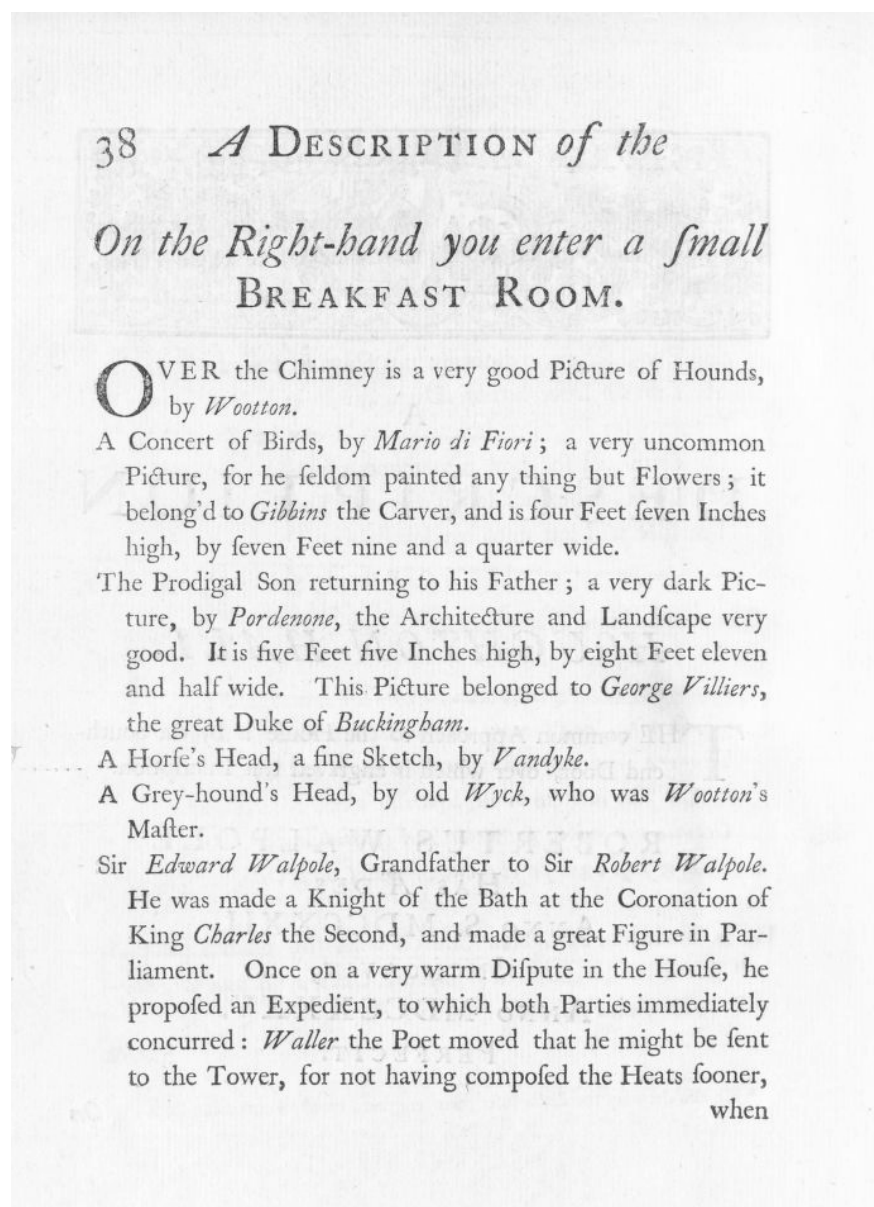 38 A DESCRIPTION of the
On the Right-hand you enter a ſmall
BREAKFAST ROOM.
OVER the Chimney is a very good Picture of Hounds,
by Wootton.
A Concert of Birds, by Mario di Fiori; a very uncommon
Picture, for he ſeldom painted any thing but Flowers; it
belong'd to Gibbins the Carver, and is four Feet ſeven Inches
high, by ſeven Feet nine and a quarter wide.
The Prodigal Son returning to his Father; a very dark Pic-
ture, by Pordenone, the Architecture and Landſcape very
good. It is five Feet five Inches high, by eight Feet eleven
and half wide. This Picture belonged to George Villiers,
the great Duke of Buckingham.
A Horſe's Head, a fine Sketch, by Vandyke.
A Grey-hound's Head, by old Wyck, who was Wootton's
Maſter.
Sir Edward Walpole, Grandfather to Sir Robert Walpole.
He was made a Knight of the Bath at the Coronation of
King Charles the Second, and made a great Figure in Par-
liament. Once on a very warm Diſpute in the Houſe, he
propoſed an Expedient, to which both Parties immediately
concurred: Waller the Poet moved that he might be ſent
to the Tower, for not having compoſed the Heats ſooner,
when